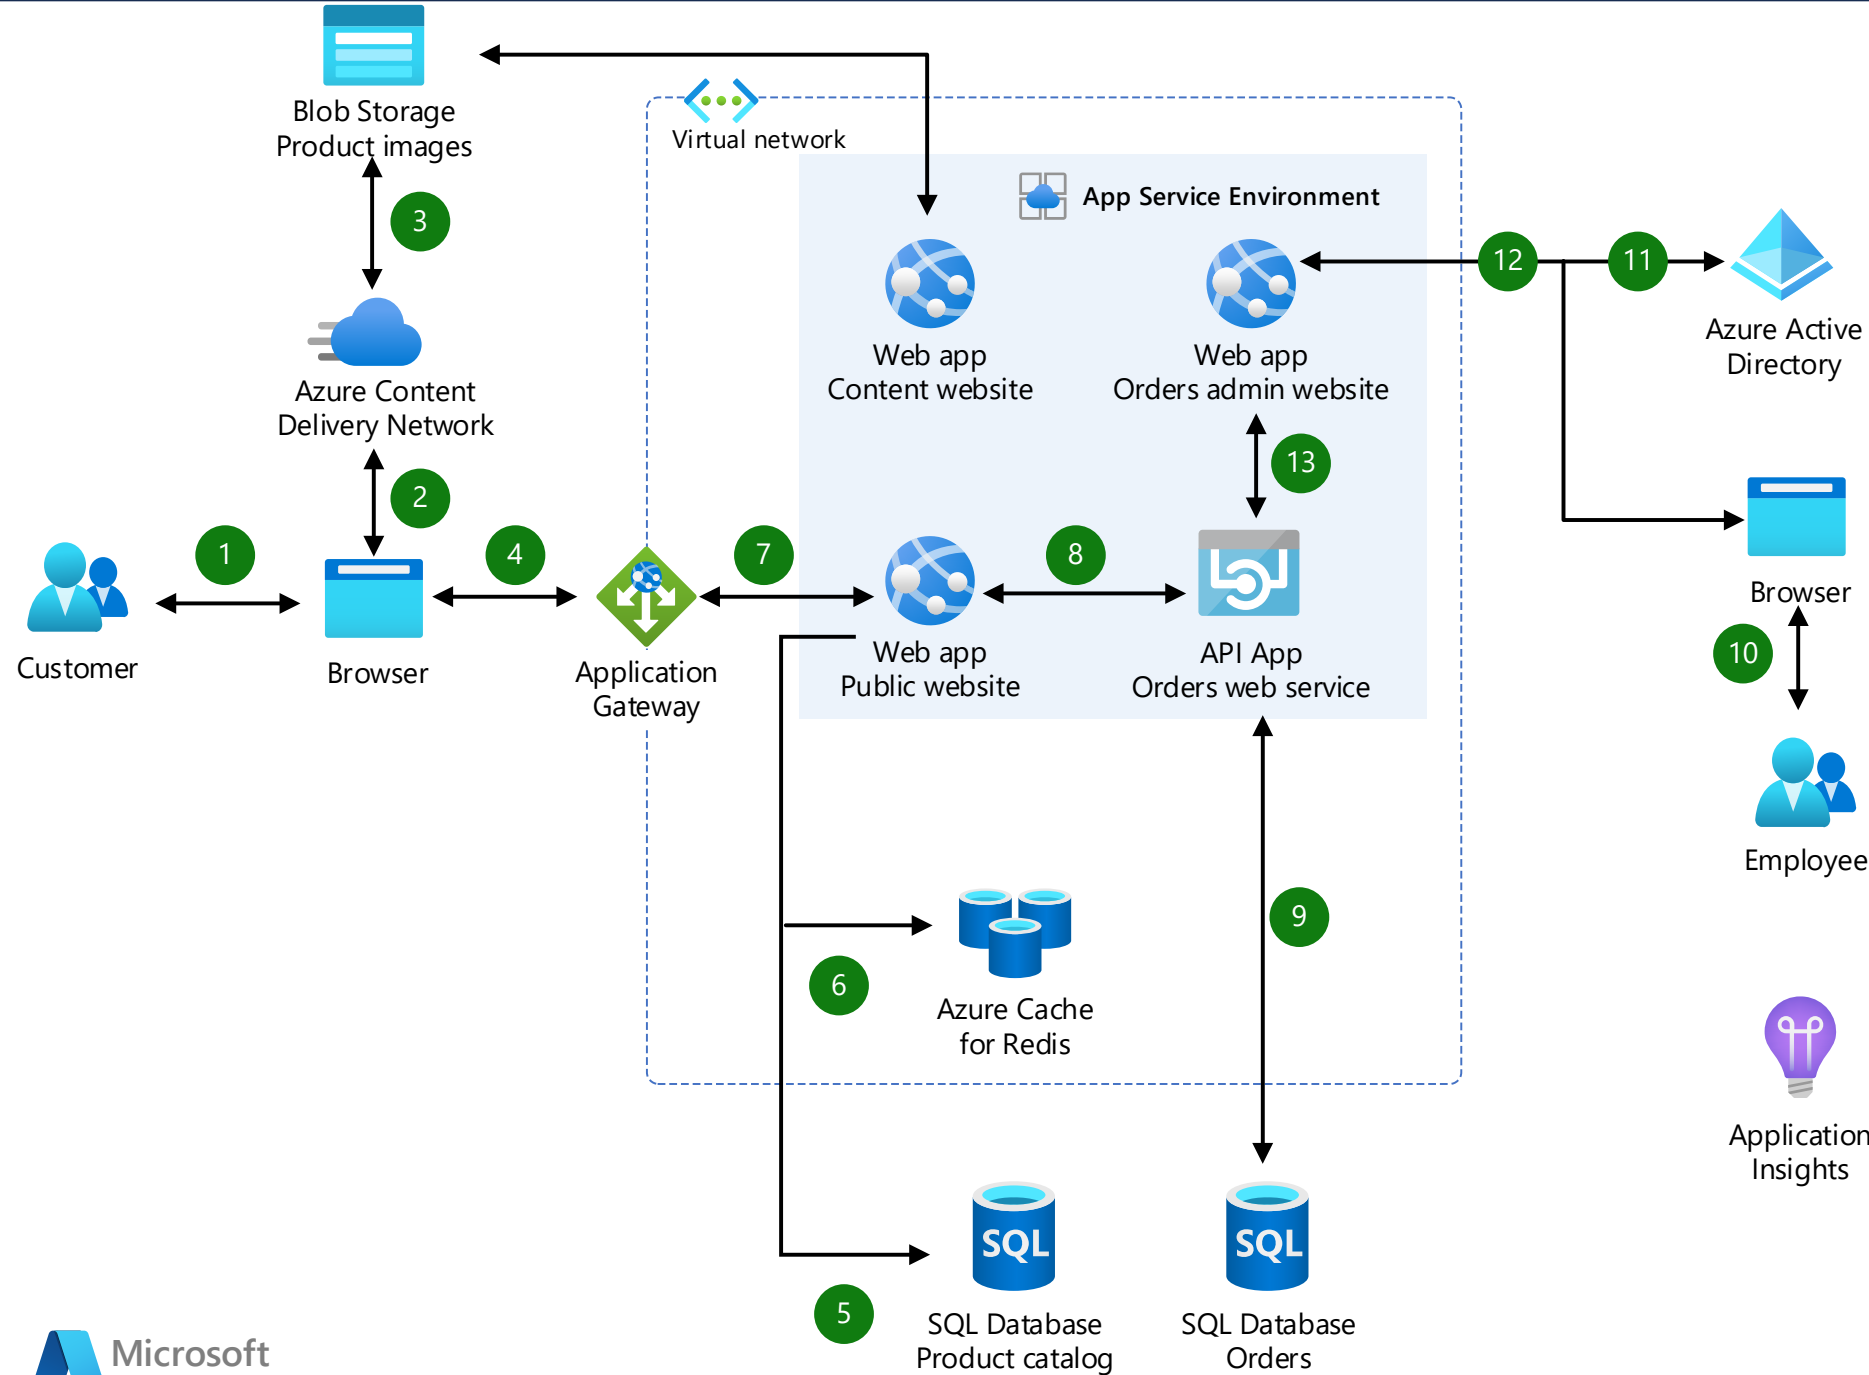 Blob Storage
Product images
Virtual network
App Service Environment
3
12
11
Azure Active
Directory
Web app
Content website
Web app
Orders admin website
Azure Content
Delivery Network
13
2
1
4
7
8
Customer
Browser
Application
Gateway
Web app
Public website
API App
Orders web service
Browser
10
Employee
9
6
Azure Cache
for Redis
Application
Insights
SQL
SQL
5
SQL Database
Product catalog
SQL Database
Orders
Microsoft